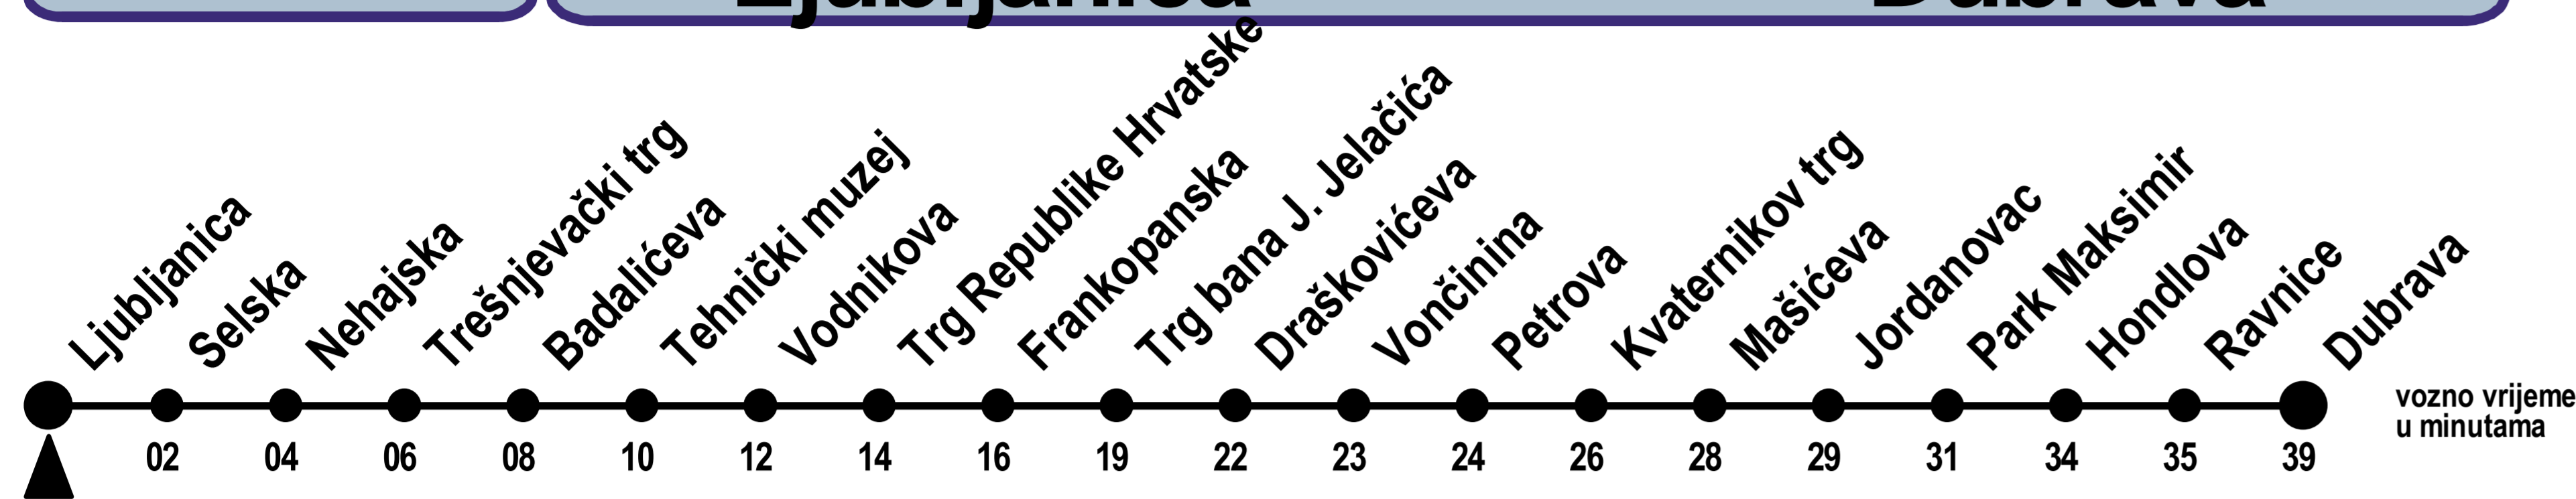 Ljubljanica Dubrava
Ljubljanica
Selska
Nehajska
Trešnjevački trg
Badalićeva
Tehnički muzej
Vodnikova
Trg Republike Hrvatske
Frankopanska
Trg bana J. Jelačića
Draškovićeva
Vončinina
Petrova
Kvaternikov trg
Mašićeva
Jordanovac
Park Maksimir
Hondlova
Ravnice
Dubrava
02 04 06 08 10 12 14 16 19 22 23 24 26 28 29 31 34 35 39
vozno vrijeme
u minutama